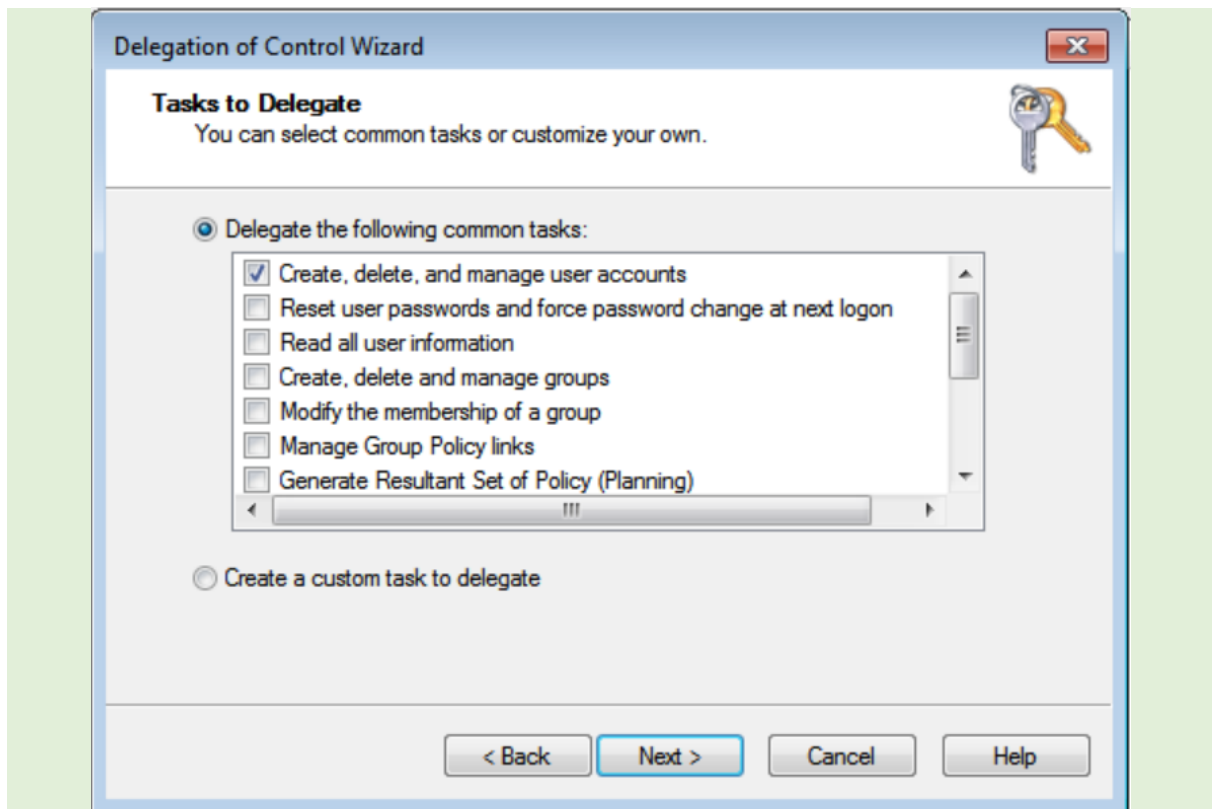 Delegation of Control Wizard
Tasks to Delegate
You can select common tasks or customize your own.
Delegate the following common tasks:
Create, delete, and manage user accounts
Reset user passwords and force password change at next logon
Read all user information
Create, delete and manage groups
Modify the membership of a group
Manage Group Policy links
Generate Resultant Set of Policy (Planning)
Create a custom task to delegate
< Back Next > Cancel Help